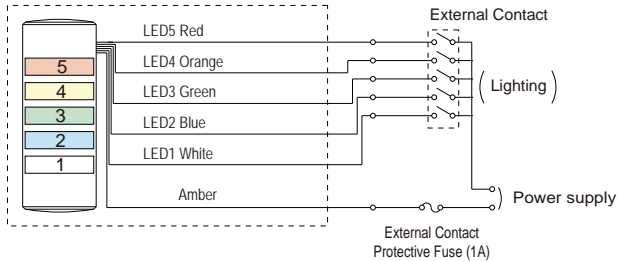 External Contact
LED5 Red
LED4 Orange
LED3 Green
LED2 Blue
LED1 White
Amber
5
4
3
2
1
(Lighting)
Power supply
External Contact
Protective Fuse (1A)